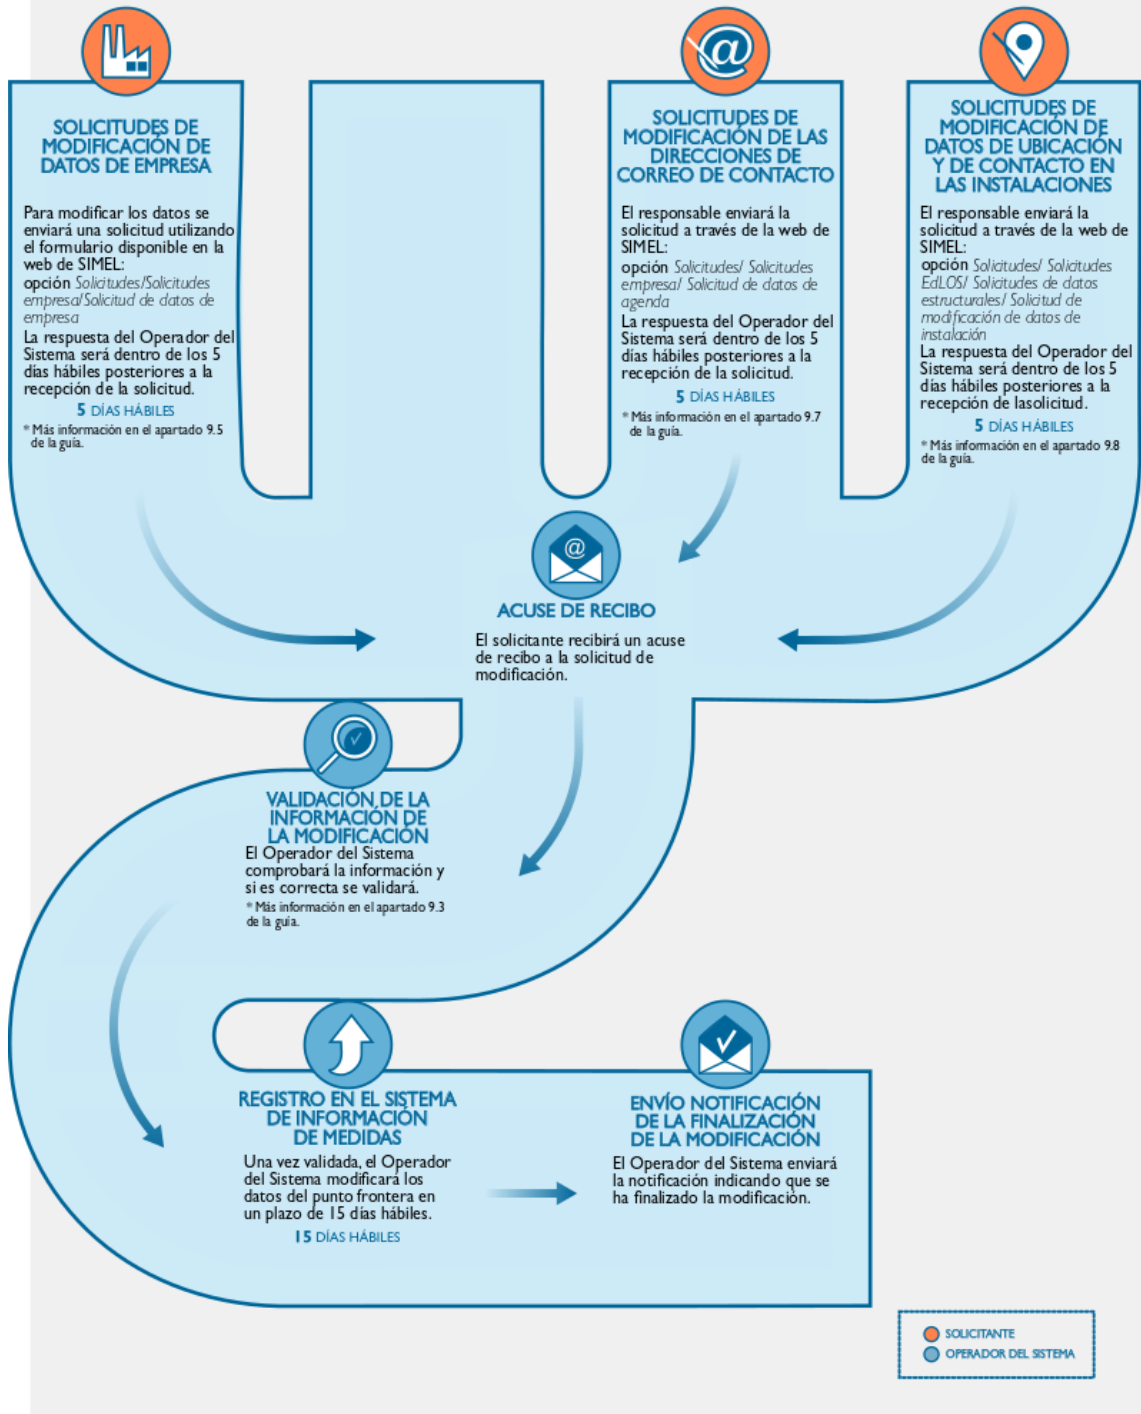 SOLICITUDES DE
MODIFICACIÓN DE
DATOS DE EMPRESA
Para modificar los datos se
enviará una solicitud utilizando
el formulario disponible en la
web de SIMEL:
opción Solicitudes/Solicitudes
empresa/Solicitud de datos de
empresa
La respuesta del Operador del
Sistema será dentro de los 5
días hábiles posteriores a la
recepción de la solicitud.
5 DÍAS HÁBILES
* Más información en el apartado 9.5
de la guía.
SOLICITUDES DE
MODIFICACIÓN DE LAS
DIRECCIONES DE
CORREO DE CONTACTO
El responsable enviará la
solicitud a través de la web de
SIMEL:
opción Solicitudes/ Solicitudes
empresa/ Solicitud de datos de
agenda
La respuesta del Operador del
Sistema será dentro de los 5
días hábiles posteriores a la
recepción de la solicitud.
5 DÍAS HÁBILES
* Más información en el apartado 9.7
de la guía.
SOLICITUDES DE
MODIFICACIÓN DE
DATOS DE UBICACIÓN
Y DE CONTACTO EN
LAS INSTALACIONES
El responsable enviará la
solicitud a través de la web de
SIMEL:
opción Solicitudes/ Solicitudes
EdLOS/ Solicitudes de datos
estructurales/ Solicitud de
modificación de datos de
instalación
La respuesta del Operador del
Sistema será dentro de los 5
días hábiles posteriores a la
recepción de lasolicitud.
5 DÍAS HÁBILES
* Más información en el apartado 9.8
de la guía.
@
@
ACUSE DE RECIBO
El solicitante recibirá un acuse
de recibo a la solicitud de
modificación.
VALIDACIÓN DE LA
INFORMACIÓN DE
LA MODIFICACIÓN
El Operador del Sistema
comprobará la información y
si es correcta se validará.
* Más información en el apartado 9.3
de la guía.
REGISTRO EN EL SISTEMA
DE INFORMACIÓN
DE MEDIDAS
Una vez validada, el Operador
del Sistema modificará los
datos del punto frontera en
un plazo de 15 días hábiles.
15 DÍAS HÁBILES
ENVÍO NOTIFICACIÓN
DE LA FINALIZACIÓN
DE LA MODIFICACIÓN
El Operador del Sistema enviará
la notificación indicando que se
ha finalizado la modificación.
SOLICITANTE
OPERADOR DEL SISTEMA